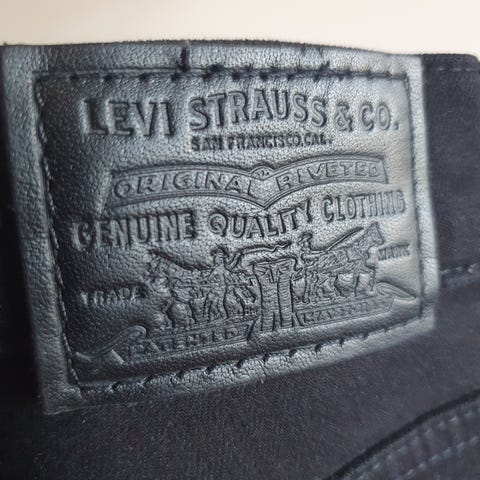 LEVI STRAUSS & CO.
SAN FRANCISCO, CAL.
ORIGINAL RIVETED
GENUINE QUALITY CLOTHING
TRADE MARK
PATENTED